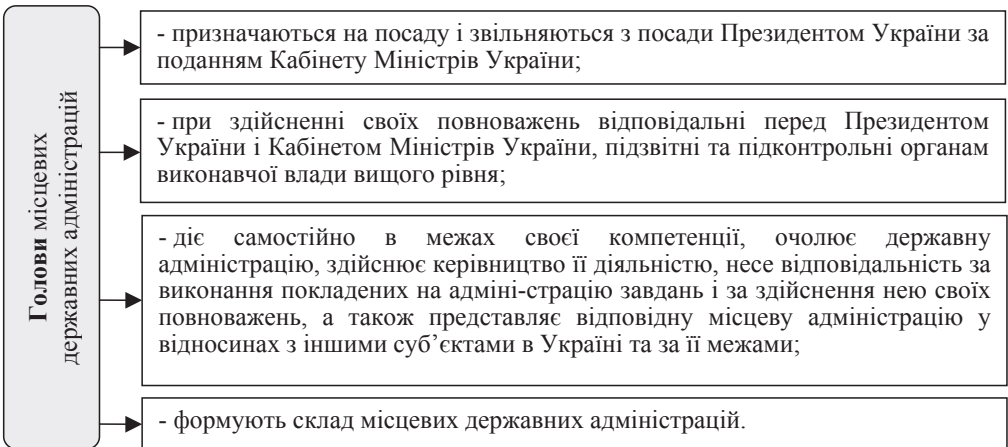 Голови місцевих
державних адміністрацій
- призначаються на посаду і звільняються з посади Президентом України за
поданням Кабінету Міністрів України;
- при здійсненні своїх повноважень відповідальні перед Президентом
України і Кабінетом Міністрів України, підзвітні та підконтрольні органам
виконавчої влади вищого рівня;
- діє самостійно в межах своєї компетенції, очолює державну
адміністрацію, здійснює керівництво її діяльністю, несе відповідальність за
виконання покладених на адміні-страцію завдань і за здійснення нею своїх
повноважень, а також представляє відповідну місцеву адміністрацію у
відносинах з іншими суб’єктами в Україні та за її межами;
- формують склад місцевих державних адміністрацій.